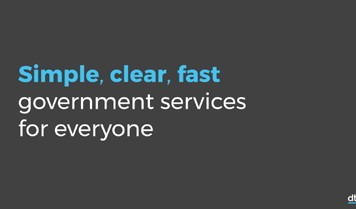 Simple, clear, fast
government services
for everyone